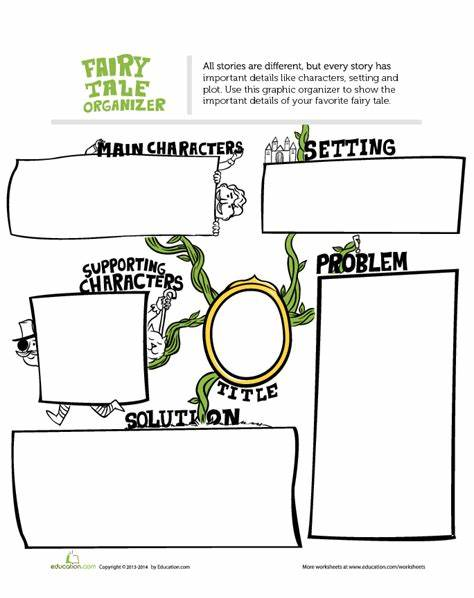 FAIRY
TALE
ORGANIZER
All stories are different, but every story has
important details like characters, setting and
plot. Use this graphic organizer to show the
important details of your favorite fairy tale.
MAIN CHARACTERS
SETTING
SUPPORTING
CHARACTERS
PROBLEM
TITLE
SOLUTION
education.com Copyright © 2013-2014 by Education.com
More worksheets at www.education.com/worksheets